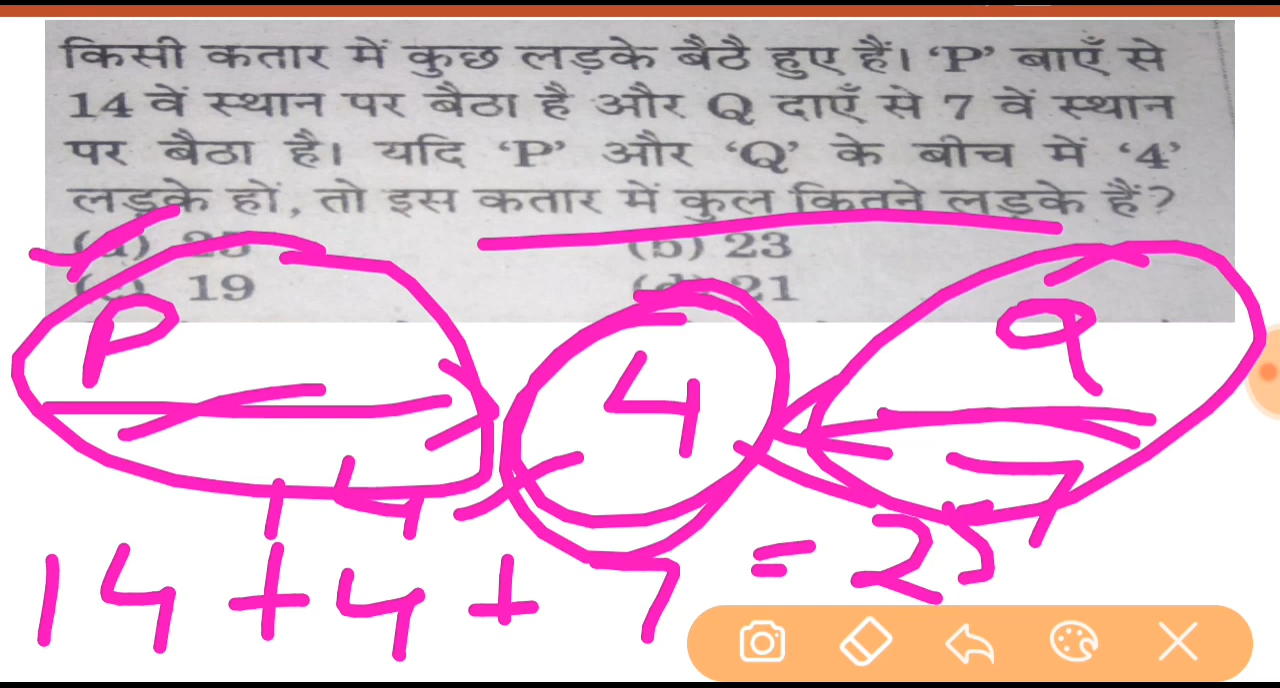 किसी कतार में कुछ लड़के बैठै हुए हैं। ‘P’ बाएँ से
14 वें स्थान पर बैठा है और Q दाएँ से 7 वें स्थान
पर बैठा है। यदि ‘P’ और ‘Q’ के बीच में ‘4’
लड़के हों, तो इस कतार में कुल कितने लड़के हैं?
(a) 25 (b) 23
(c) 19 (d) 21
P 4 Q
14 7
14 + 4 + 7 = 25